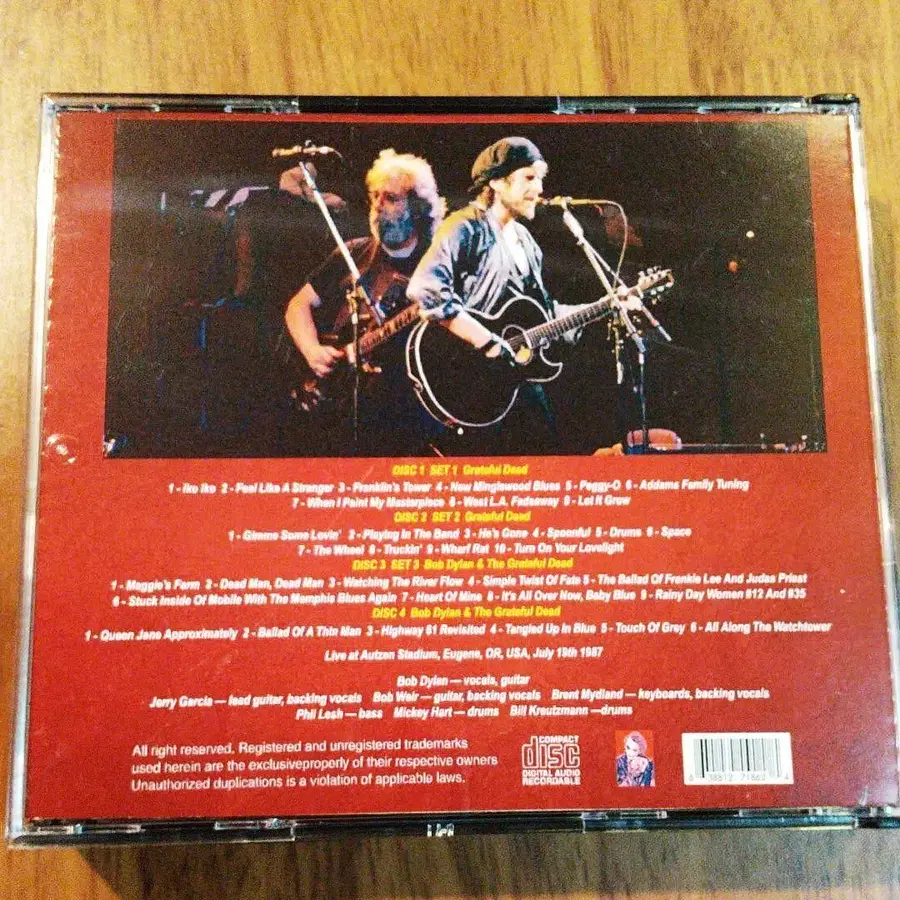 DISC 1 SET 1 Grateful Dead
1 - Iko Iko 2 - Feel Like A Stranger 3 - Franklin's Tower 4 - New Minglewood Blues 5 - Peggy-O 6 - Addams Family Tuning
7 - When I Paint My Masterpiece 8 - West L.A. Fadeaway 9 - Let It Grow
DISC 2 SET 2 Grateful Dead
1 - Gimme Some Lovin' 2 - Playing In The Band 3 - He's Gone 4 - Spoonful 5 - Drums 6 - Space
7 - The Wheel 8 - Truckin' 9 - Wharf Rat 10 - Turn On Your Lovelight
DISC 3 SET 3 Bob Dylan & The Grateful Dead
1 - Maggie's Farm 2 - Dead Man, Dead Man 3 - Watching The River Flow 4 - Simple Twist Of Fate 5 - The Ballad Of Frankie Lee And Judas Priest
6 - Stuck Inside Of Mobile With The Memphis Blues Again 7 - Heart Of Mine 8 - It's All Over Now, Baby Blue 9 - Rainy Day Women #12 And #35
DISC 4 Bob Dylan & The Grateful Dead
1 - Queen Jane Approximately 2 - Ballad Of A Thin Man 3 - Highway 61 Revisited 4 - Tangled Up In Blue 5 - Touch Of Grey 6 - All Along The Watchtower
Live at Autzen Stadium, Eugene, OR, USA, July 19th 1987
Bob Dylan — vocals, guitar
Jerry Garcia — lead guitar, backing vocals Bob Weir — guitar, backing vocals Brent Mydland — keyboards, backing vocals
Phil Lesh — bass Mickey Hart — drums Bill Kreutzmann — drums
All right reserved. Registered and unregistered trademarks
used herein are the exclusiveproperly of their respective owners
Unauthorized duplications is a violation of applicable laws.
COMPACT
disc
DIGITAL AUDIO
RECORDABLE